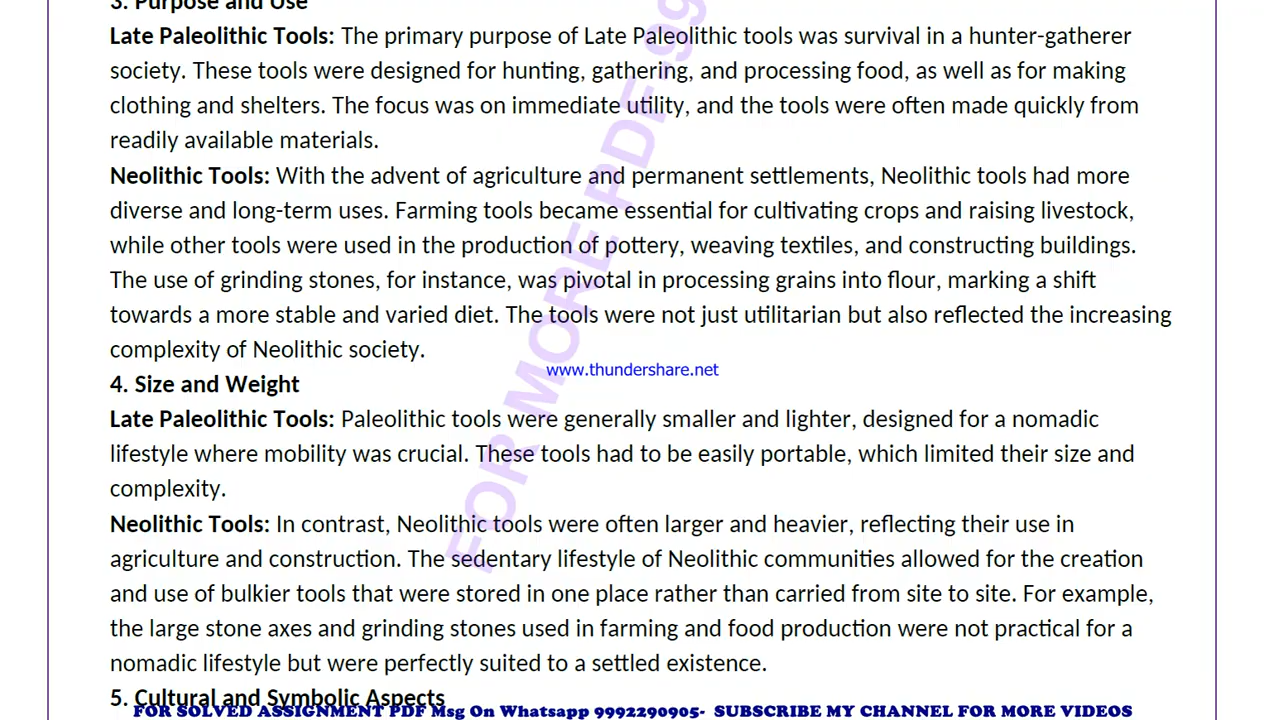 3. Purpose and Use
Late Paleolithic Tools: The primary purpose of Late Paleolithic tools was survival in a hunter-gatherer
society. These tools were designed for hunting, gathering, and processing food, as well as for making
clothing and shelters. The focus was on immediate utility, and the tools were often made quickly from
readily available materials.
Neolithic Tools: With the advent of agriculture and permanent settlements, Neolithic tools had more
diverse and long-term uses. Farming tools became essential for cultivating crops and raising livestock,
while other tools were used in the production of pottery, weaving textiles, and constructing buildings.
The use of grinding stones, for instance, was pivotal in processing grains into flour, marking a shift
towards a more stable and varied diet. The tools were not just utilitarian but also reflected the increasing
complexity of Neolithic society.
www.thundershare.net
4. Size and Weight
Late Paleolithic Tools: Paleolithic tools were generally smaller and lighter, designed for a nomadic
lifestyle where mobility was crucial. These tools had to be easily portable, which limited their size and
complexity.
Neolithic Tools: In contrast, Neolithic tools were often larger and heavier, reflecting their use in
agriculture and construction. The sedentary lifestyle of Neolithic communities allowed for the creation
and use of bulkier tools that were stored in one place rather than carried from site to site. For example,
the large stone axes and grinding stones used in farming and food production were not practical for a
nomadic lifestyle but were perfectly suited to a settled existence.
5. Cultural and Symbolic Aspects
FOR SOLVED ASSIGNMENT PDF Msg On Whatsapp 9992290905- SUBSCRIBE MY CHANNEL FOR MORE VIDEOS
FOR MORE PDF-99